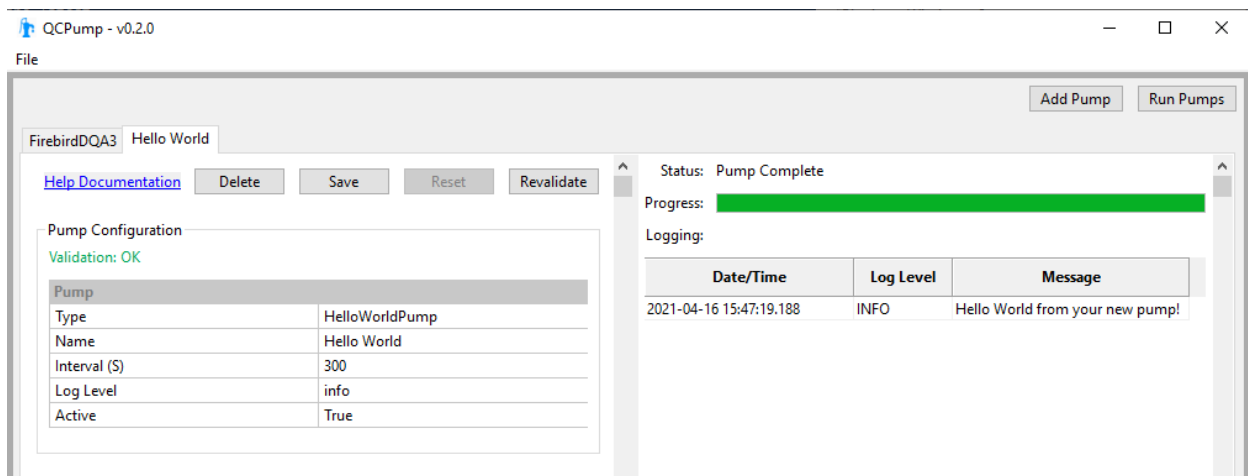 QCPump - v0.2.0
File
Add Pump Run Pumps
FirebirdDQA3 Hello World
Help Documentation Delete Save Reset Revalidate
Pump Configuration
Validation: OK
Pump
Type HelloWorldPump
Name Hello World
Interval (S) 300
Log Level info
Active True
Status: Pump Complete
Progress:
Logging:
Date/Time Log Level Message
2021-04-16 15:47:19.188 INFO Hello World from your new pump!